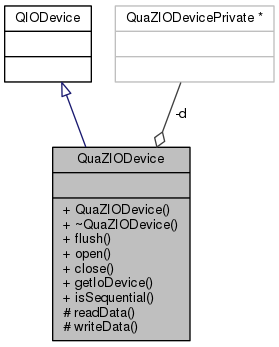 QIODevice
QuaZIODevicePrivate *
-d
QuaZIODevice
+ QuaZIODevice()
+ ~QuaZIODevice()
+ flush()
+ open()
+ close()
+ getIoDevice()
+ isSequential()
# readData()
# writeData()